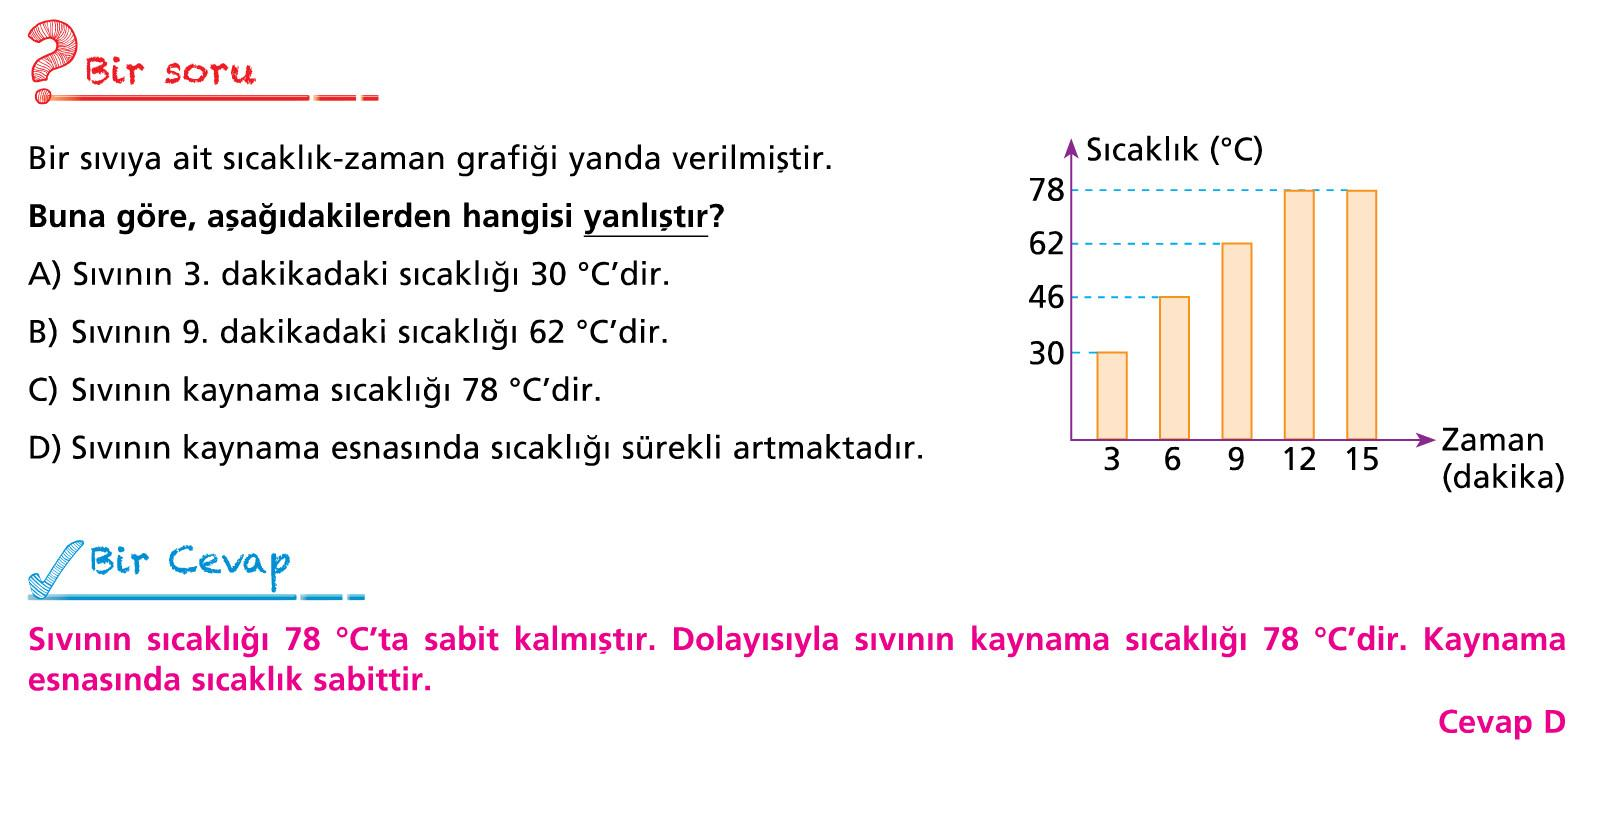 Bir soru
Bir sıvıya ait sıcaklık-zaman grafiği yanda verilmiştir.
Buna göre, aşağıdakilerden hangisi yanlıştır?
A) Sıvının 3. dakikadaki sıcaklığı 30 °C’dir.
B) Sıvının 9. dakikadaki sıcaklığı 62 °C’dir.
C) Sıvının kaynama sıcaklığı 78 °C’dir.
D) Sıvının kaynama esnasında sıcaklığı sürekli artmaktadır.
Sıcaklık (°C)
78
62
46
30
3 6 9 12 15
Zaman
(dakika)
Bir Cevap
Sıvının sıcaklığı 78 °C’ta sabit kalmıştır. Dolayısıyla sıvının kaynama sıcaklığı 78 °C’dir. Kaynama
esnasında sıcaklık sabittir.
Cevap D